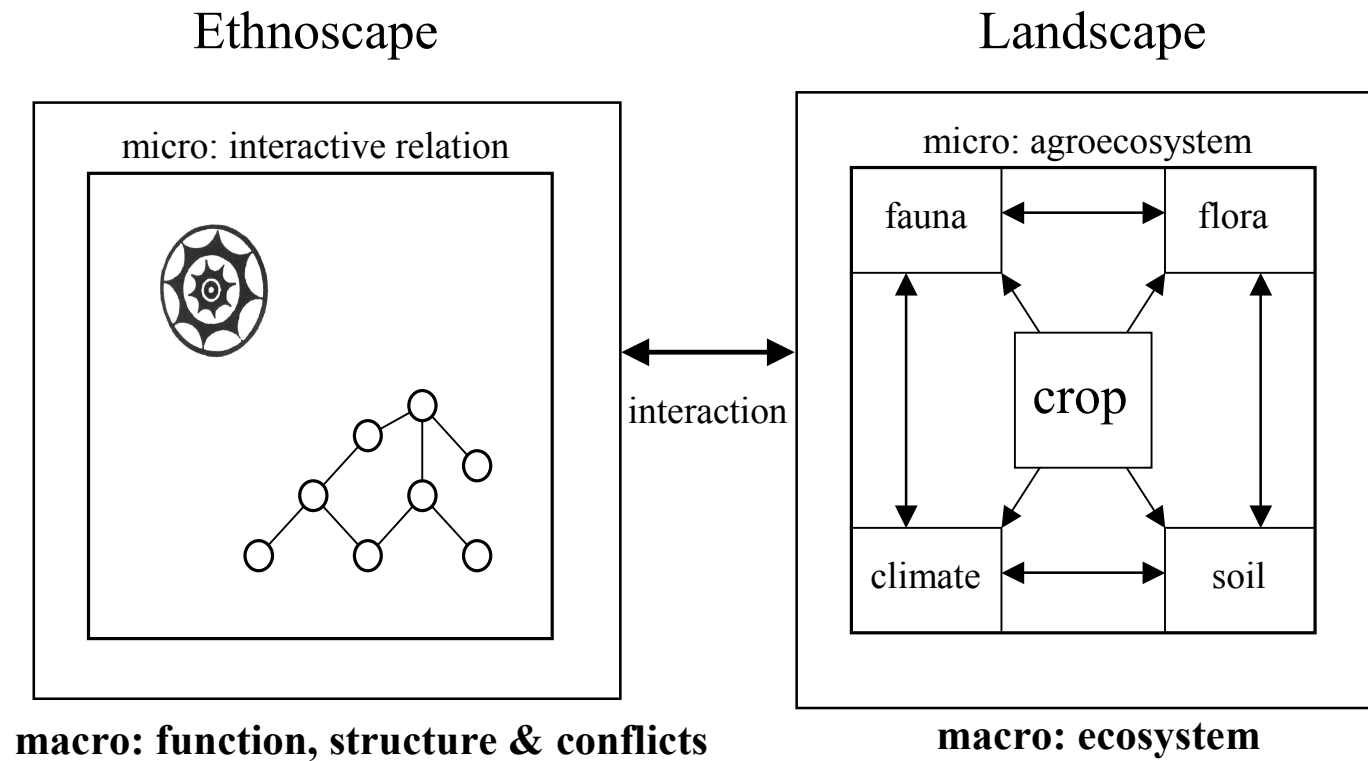 Ethnoscape
Landscape
micro: interactive relation
micro: agroecosystem
fauna
flora
crop
interaction
climate
soil
macro: function, structure & conflicts
macro: ecosystem